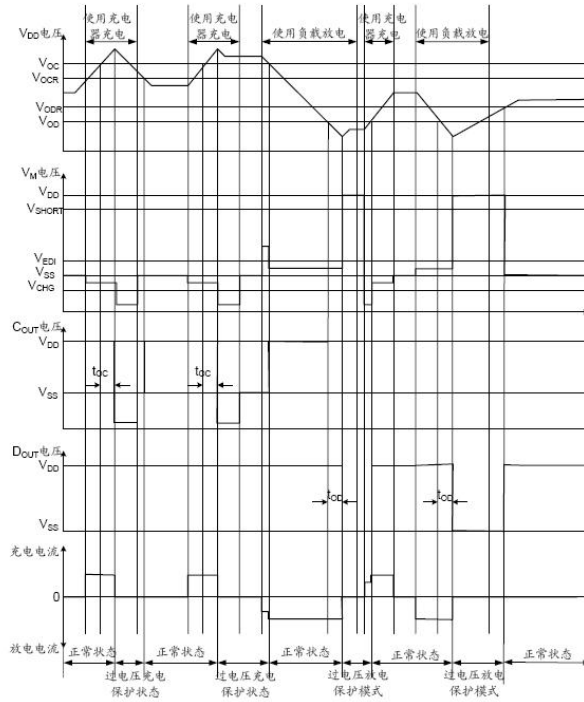 使用充电
器充电
使用充电
器充电
使用负载放电
使用充电
器充电
使用负载放电
VDD电压
VOC
VOCR
VODR
VOD
VM电压
VDD
VSHORT
VEDI
VSS
VCHG
COUT电压
VDD
tOC
tOC
VSS
DOUT电压
VDD
tOD
tOD
VSS
充电电流
0
放电电流
正常状态
正常状态
正常状态
正常状态
正常状态
过电压充电
保护状态
过电压充电
保护状态
过电压放电
保护模式
过电压放电
保护模式